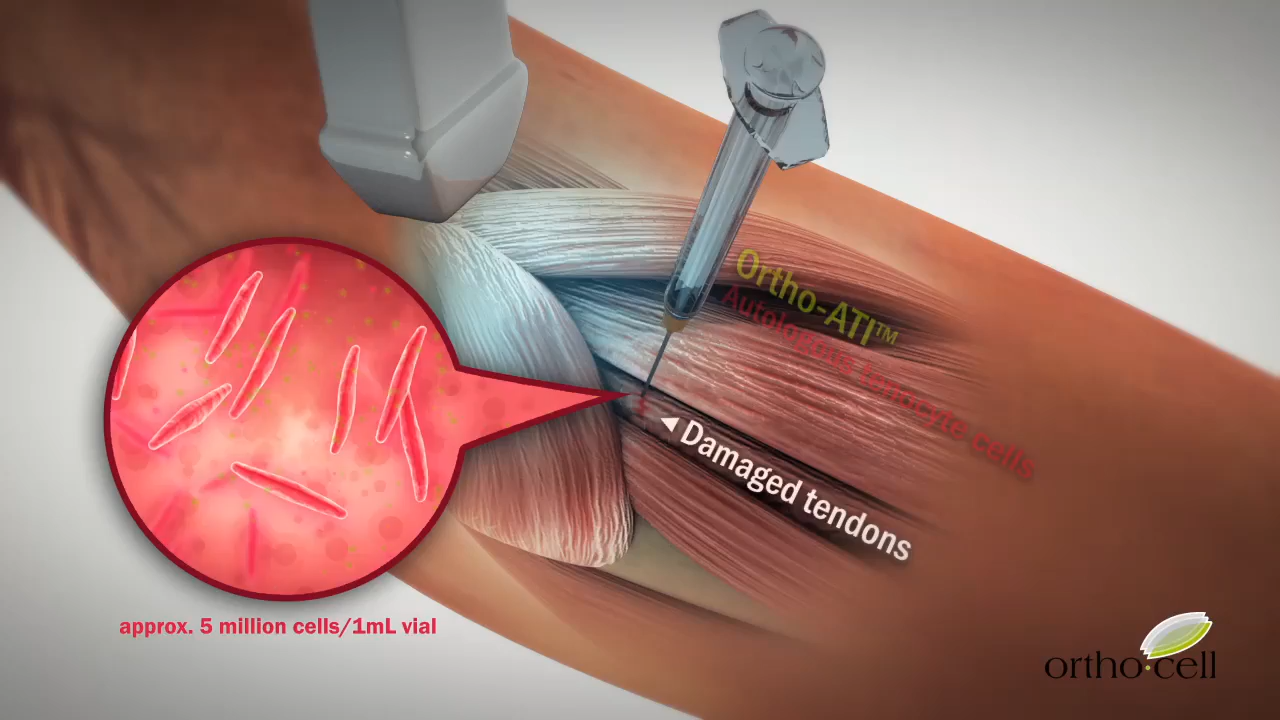 Ortho-ATI™
Autologous tenocyte cells
Damaged tendons
approx. 5 million cells/1mL vial
ortho·cell